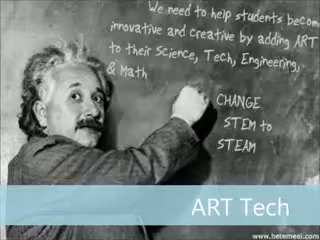 We need to help students becom
innovative and creative by adding ART
to their Science, Tech, Engineering,
& Math
CHANGE
STEM to
STEAM
ART Tech
www.hetemeel.com